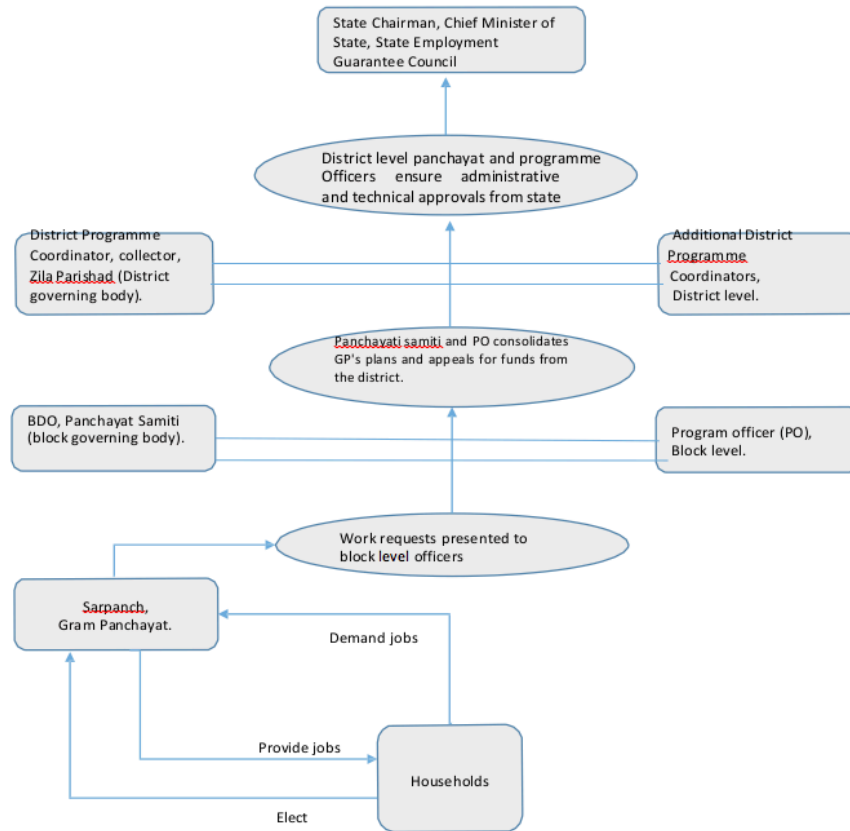 State Chairman, Chief Minister of
State, State Employment
Guarantee Council
District level panchayat and programme
Officers ensure administrative
and technical approvals from state
District Programme
Coordinator, collector,
Zila Parishad (District
governing body).
Additional District
Programme
Coordinators,
District level.
Panchayati samiti and PO consolidates
GP's plans and appeals for funds from
the district.
BDO, Panchayat Samiti
(block governing body).
Program officer (PO),
Block level.
Work requests presented to
block level officers
Sarpanch,
Gram Panchayat.
Demand jobs
Provide jobs
Households
Elect